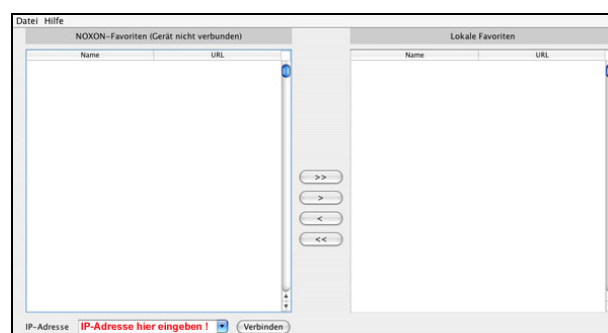 Datei Hilfe
NOXON-Favoriten (Gerät nicht verbunden)
Name URL
Lokale Favoriten
Name URL
>>
>
<
<<
IP-Adresse IP-Adresse hier eingeben ! Verbinden